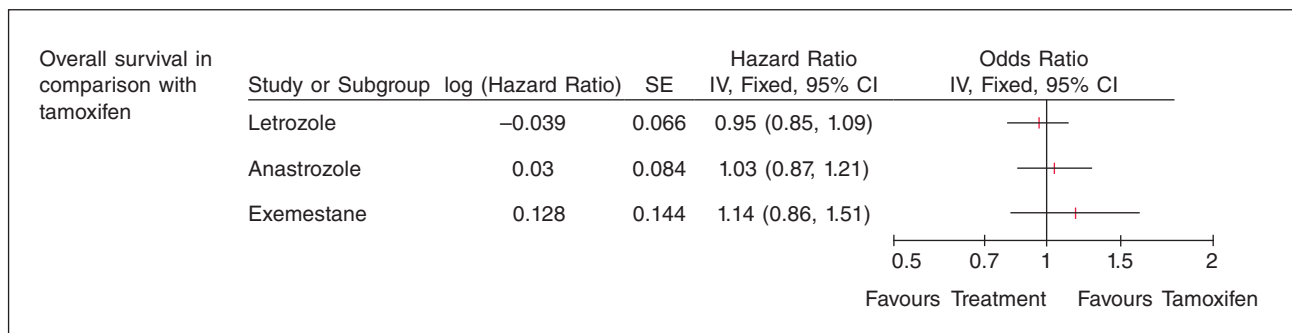 Overall survival in
comparison with
tamoxifen
Hazard Ratio Odds Ratio
Study or Subgroup log (Hazard Ratio) SE IV, Fixed, 95% CI IV, Fixed, 95% CI
Letrozole −0.039 0.066 0.95 (0.85, 1.09)
Anastrozole 0.03 0.084 1.03 (0.87, 1.21)
Exemestane 0.128 0.144 1.14 (0.86, 1.51)
0.5 0.7 1 1.5 2
Favours Treatment Favours Tamoxifen